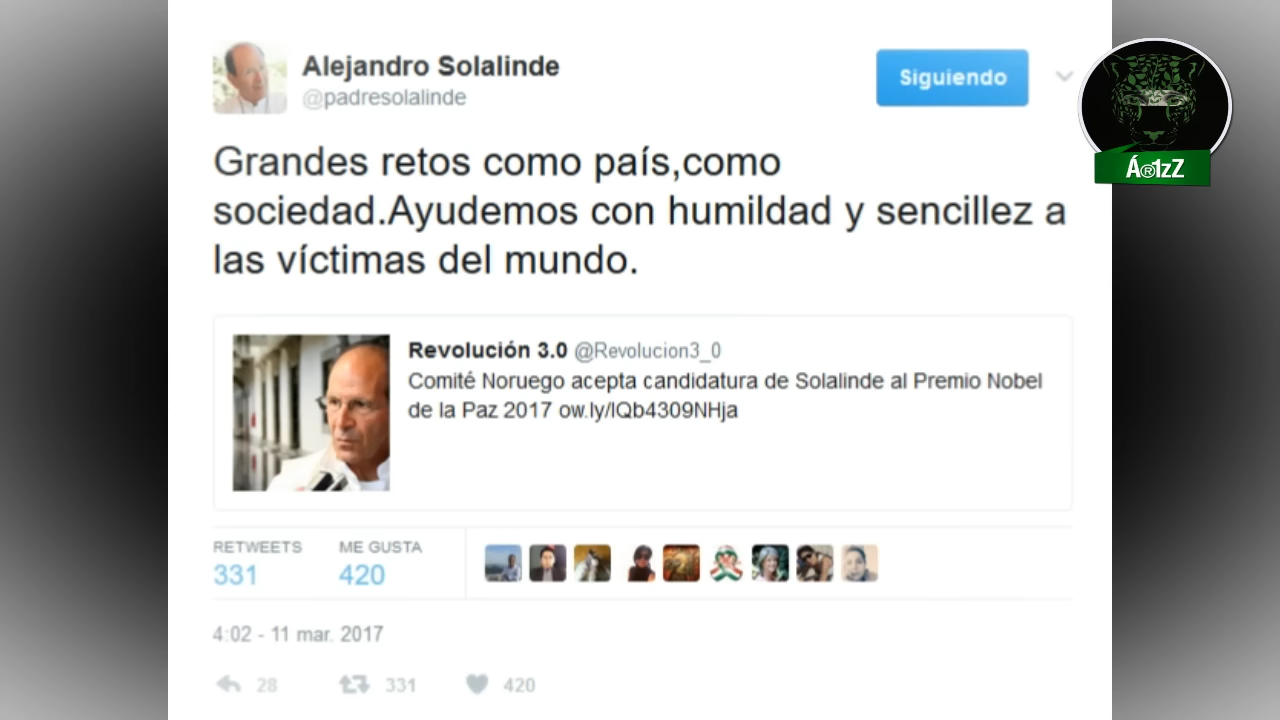 Alejandro Solalinde
@padresolalinde
Siguiendo
Á®1zZ
Grandes retos como país,como
sociedad.Ayudemos con humildad y sencillez a
las víctimas del mundo.
Revolución 3.0 @Revolucion3_0
Comité Noruego acepta candidatura de Solalinde al Premio Nobel
de la Paz 2017 ow.ly/lQb4309NHja
RETWEETS ME GUSTA
331 420
4:02 - 11 mar. 2017
28 331 420